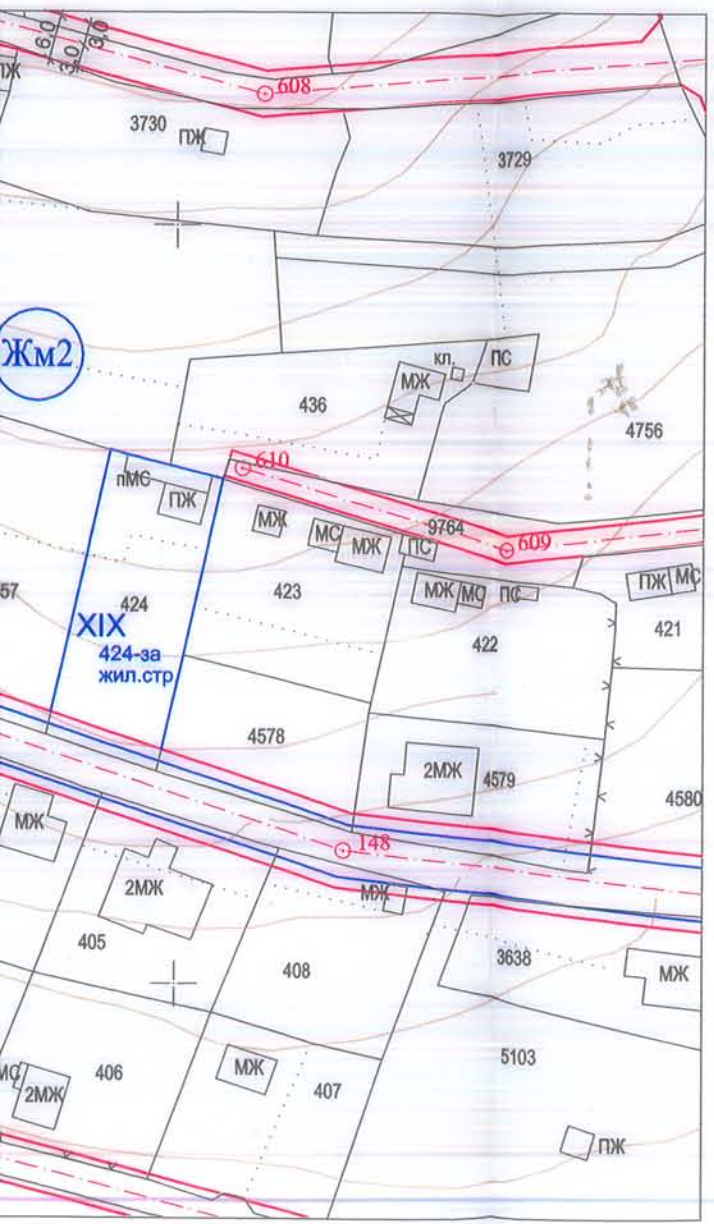 6,0
3,0
3,0
ПЖ
608
3730
ПЖ
3729
Жм2
кл.
ПС
МЖ
436
4756
610
пМС
ПЖ
МЖ
МС
МЖ
ПС
9764
609
57
424
423
МЖ
МС
ПС
ПЖ
МС
XIX
424-за
жил.стр
422
421
4578
2МЖ
4579
4580
МЖ
148
2МЖ
МЖ
405
408
3638
МЖ
МС
2МЖ
406
МЖ
407
5103
ПЖ